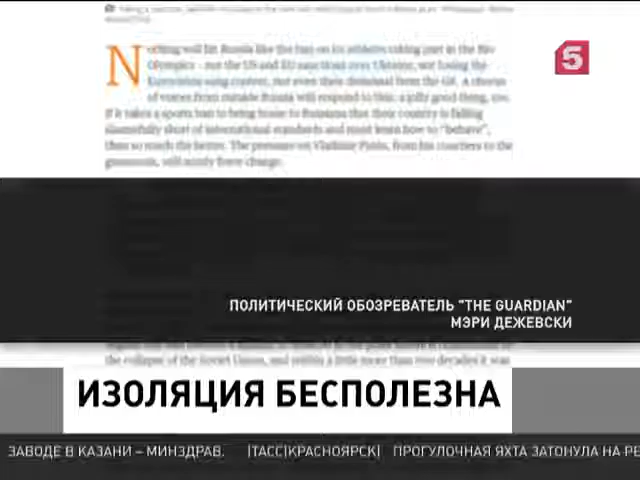 5
Nothing will hit Russia like the ban on its athletes taking part in the Rio
Olympics - not the US and EU sanctions over Ukraine, not losing the
Eurovision song contest, not even their dismissal from the G8. A chorus
of voices from outside Russia will respond to this: a jolly good thing, too.
If it takes a sports ban to bring home to Russians that their country is falling
shamefully short of international standards and must learn how to "behave",
then so much the better. The pressure on Vladimir Putin, from his courtiers to the
grassroots, will surely force change.
ПОЛИТИЧЕСКИЙ ОБОЗРЕВАТЕЛЬ "THE GUARDIAN"
МЭРИ ДЕЖЕВСКИ
the collapse of the Soviet Union, and within a little more than two decades it was
ИЗОЛЯЦИЯ БЕСПОЛЕЗНА
ЗАВОДЕ В КАЗАНИ – МИНЗДРАВ. |ТАСС|КРАСНОЯРСК| ПРОГУЛОЧНАЯ ЯХТА ЗАТОНУЛА НА РЕ